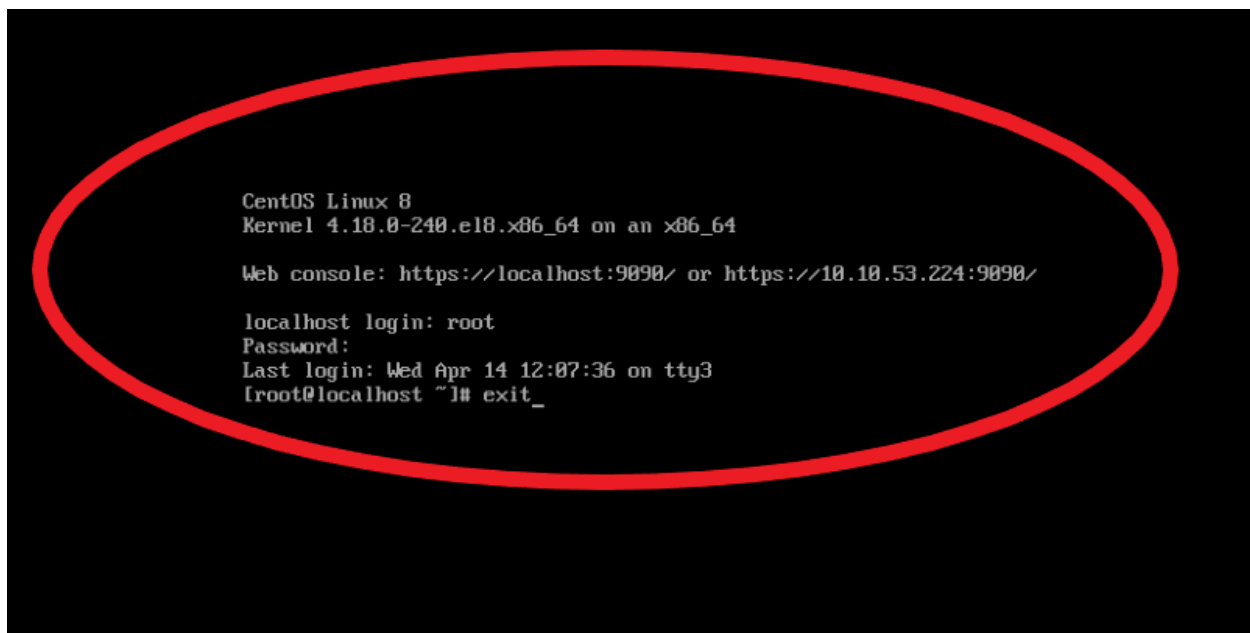 CentOS Linux 8
Kernel 4.18.0-240.el8.x86_64 on an x86_64
Web console: https://localhost:9090/ or https://10.10.53.224:9090/
localhost login: root
Password:
Last login: Wed Apr 14 12:07:36 on tty3
[root@localhost ~]# exit_